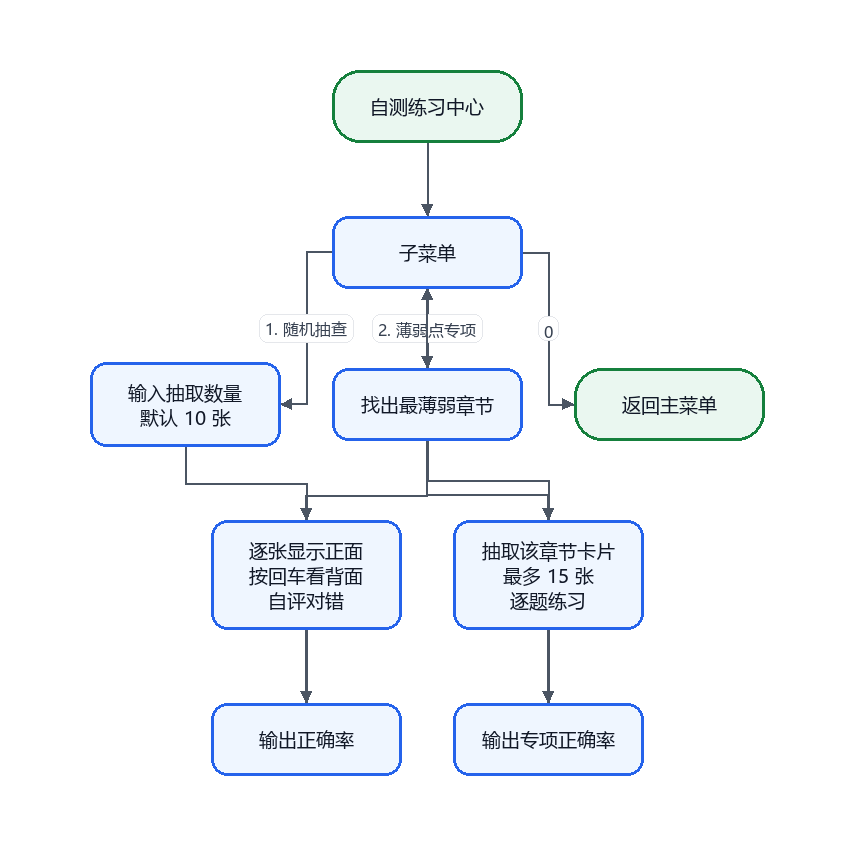 自测练习中心
子菜单
1. 随机抽查
2. 薄弱点专项
0
输入抽取数量
默认 10 张
找出最薄弱章节
返回主菜单
逐张显示正面
按回车看背面
自评对错
抽取该章节卡片
最多 15 张
逐题练习
输出正确率
输出专项正确率